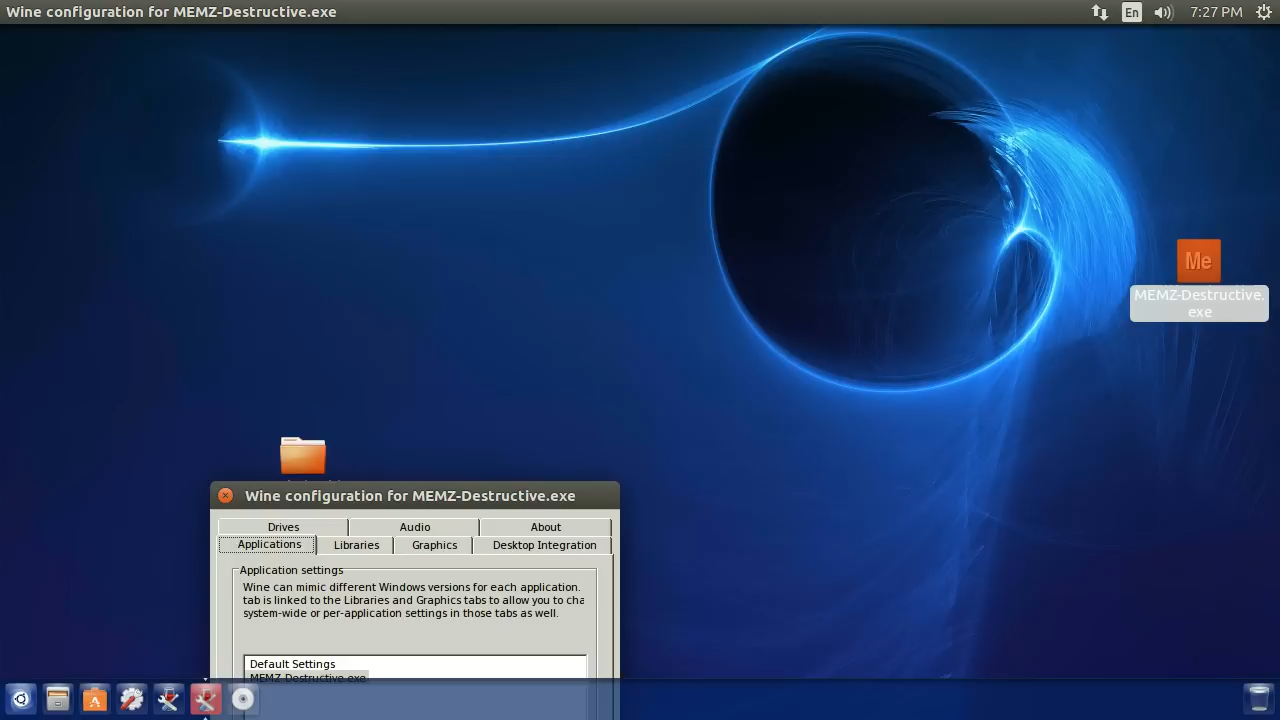 Wine configuration for MEMZ-Destructive.exe
En
7:27 PM
Me
MEMZ-Destructive.
exe
Wine configuration for MEMZ-Destructive.exe
Drives
Audio
About
Applications
Libraries
Graphics
Desktop Integration
Application settings
Wine can mimic different Windows versions for each application.
tab is linked to the Libraries and Graphics tabs to allow you to cha
system-wide or per-application settings in those tabs as well.
Default Settings
MEMZ-Destructive.exe